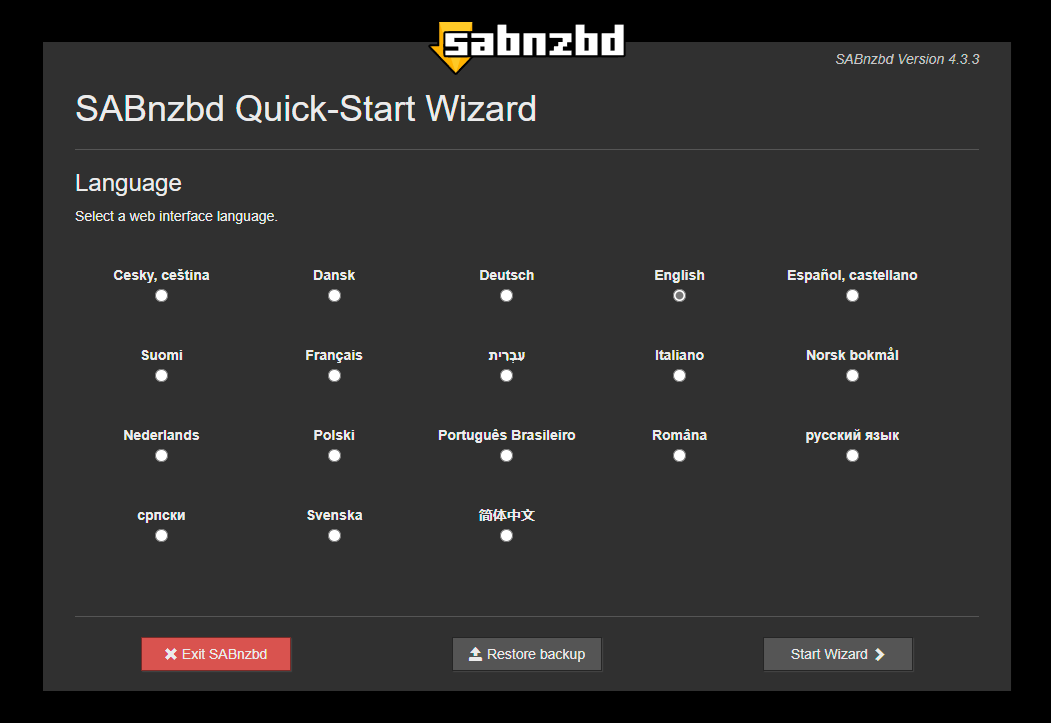 sabnzbd
SABnzbd Version 4.3.3
SABnzbd Quick-Start Wizard
Language
Select a web interface language.
Cesky, ceština Dansk Deutsch English Español, castellano
Suomi Français עִבְרִית Italiano Norsk bokmål
Nederlands Polski Português Brasileiro Româna русский язык
српски Svenska 简体中文
Exit SABnzbd Restore backup Start Wizard